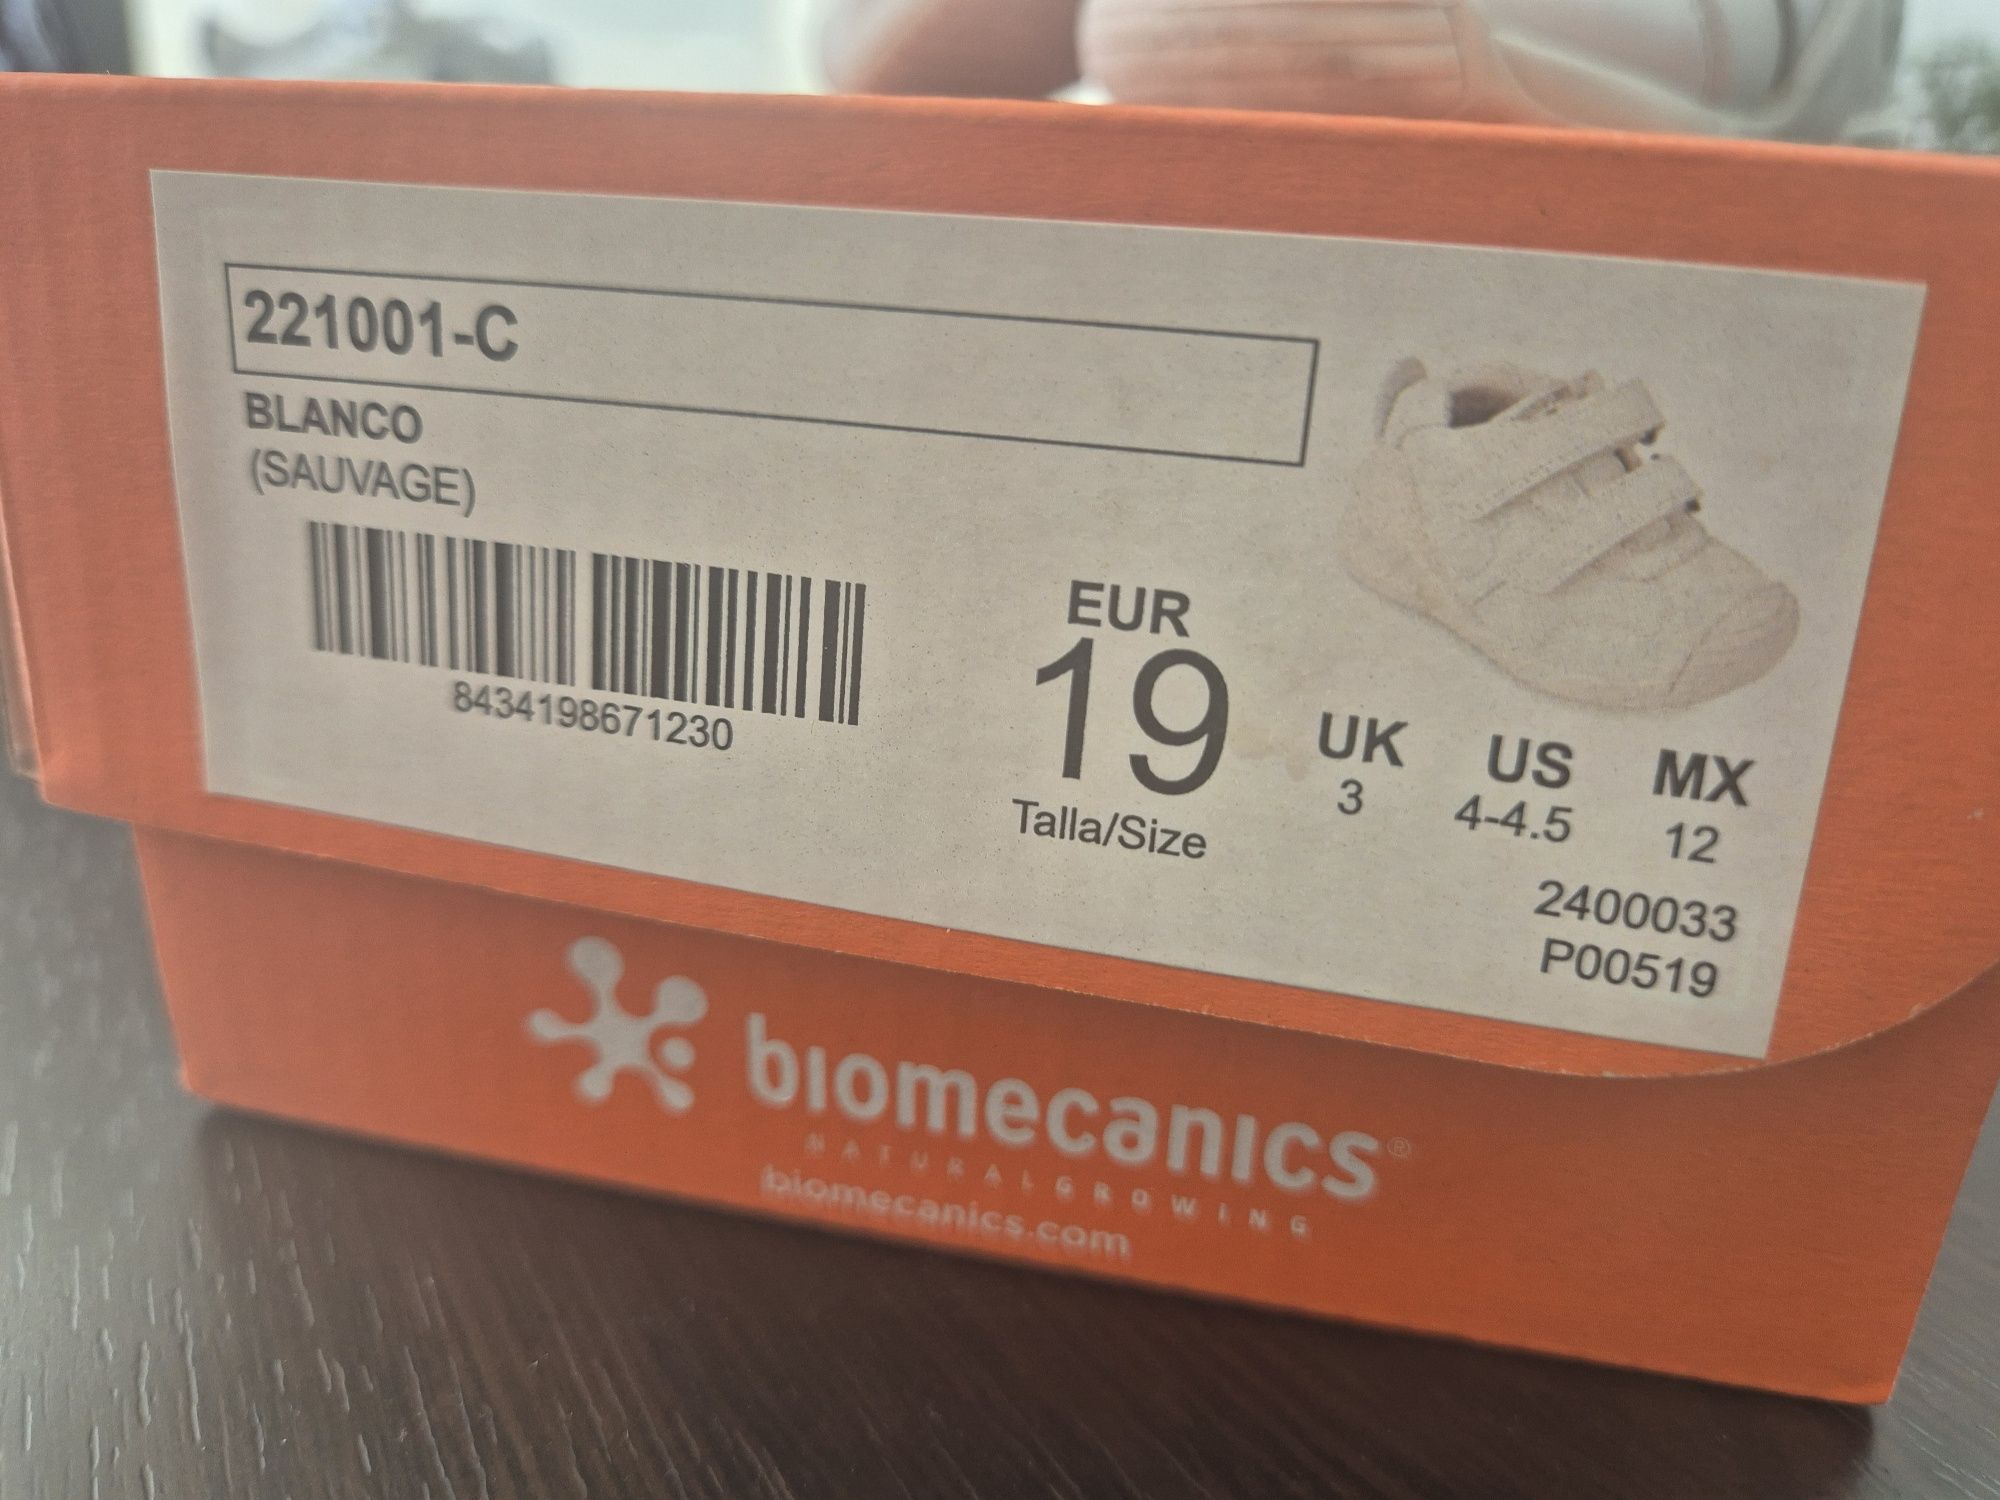 221001-C
BLANCO
(SAUVAGE)
8434198671230
EUR
19
Talla/Size
UK US MX
3 4-4.5 12
2400033
P00519
biomecanics®
NATURALGROWING
biomecanics.com